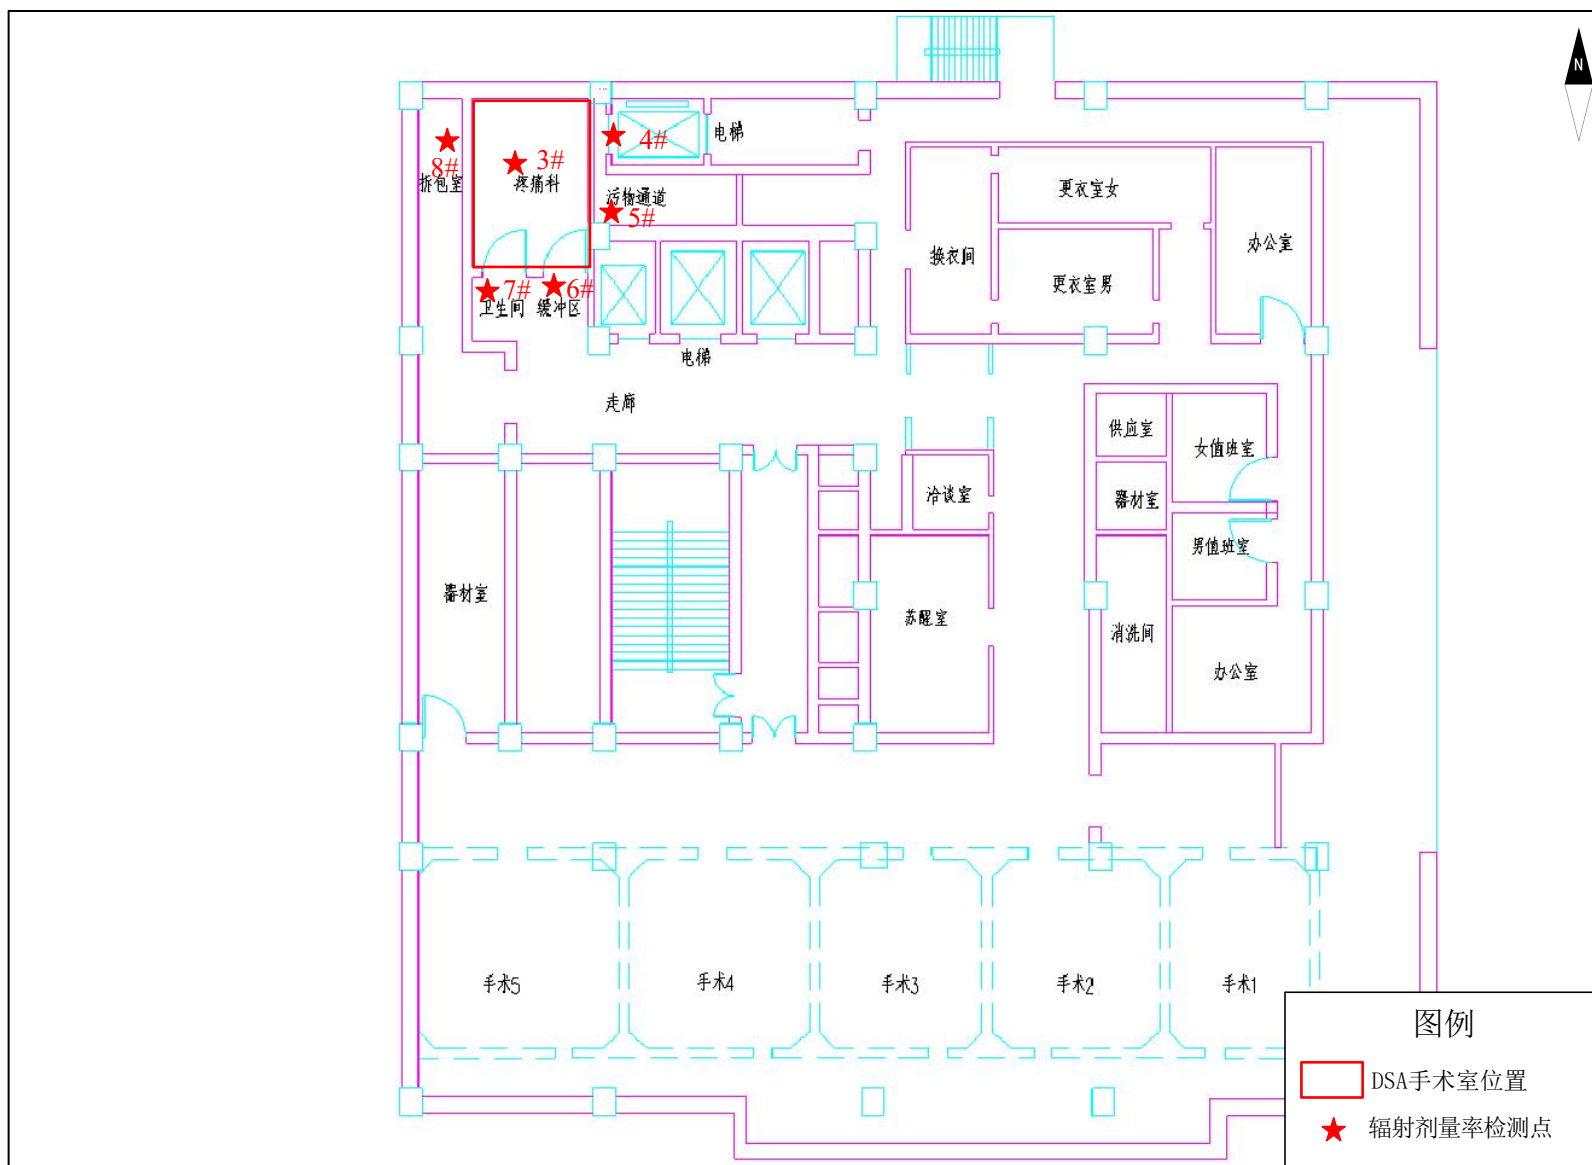 N
电梯
4#
3#
8#
拆包室
疼痛科
污物通道
5#
更衣室女
办公室
换衣间
更衣室男
7#
6#
卫生间
缓冲区
电梯
走廊
供应室
女值班室
洽谈室
器材室
男值班室
器材室
苏醒室
消洗间
办公室
手术5
手术4
手术3
手术2
手术1
图例
DSA手术室位置
辐射剂量率检测点